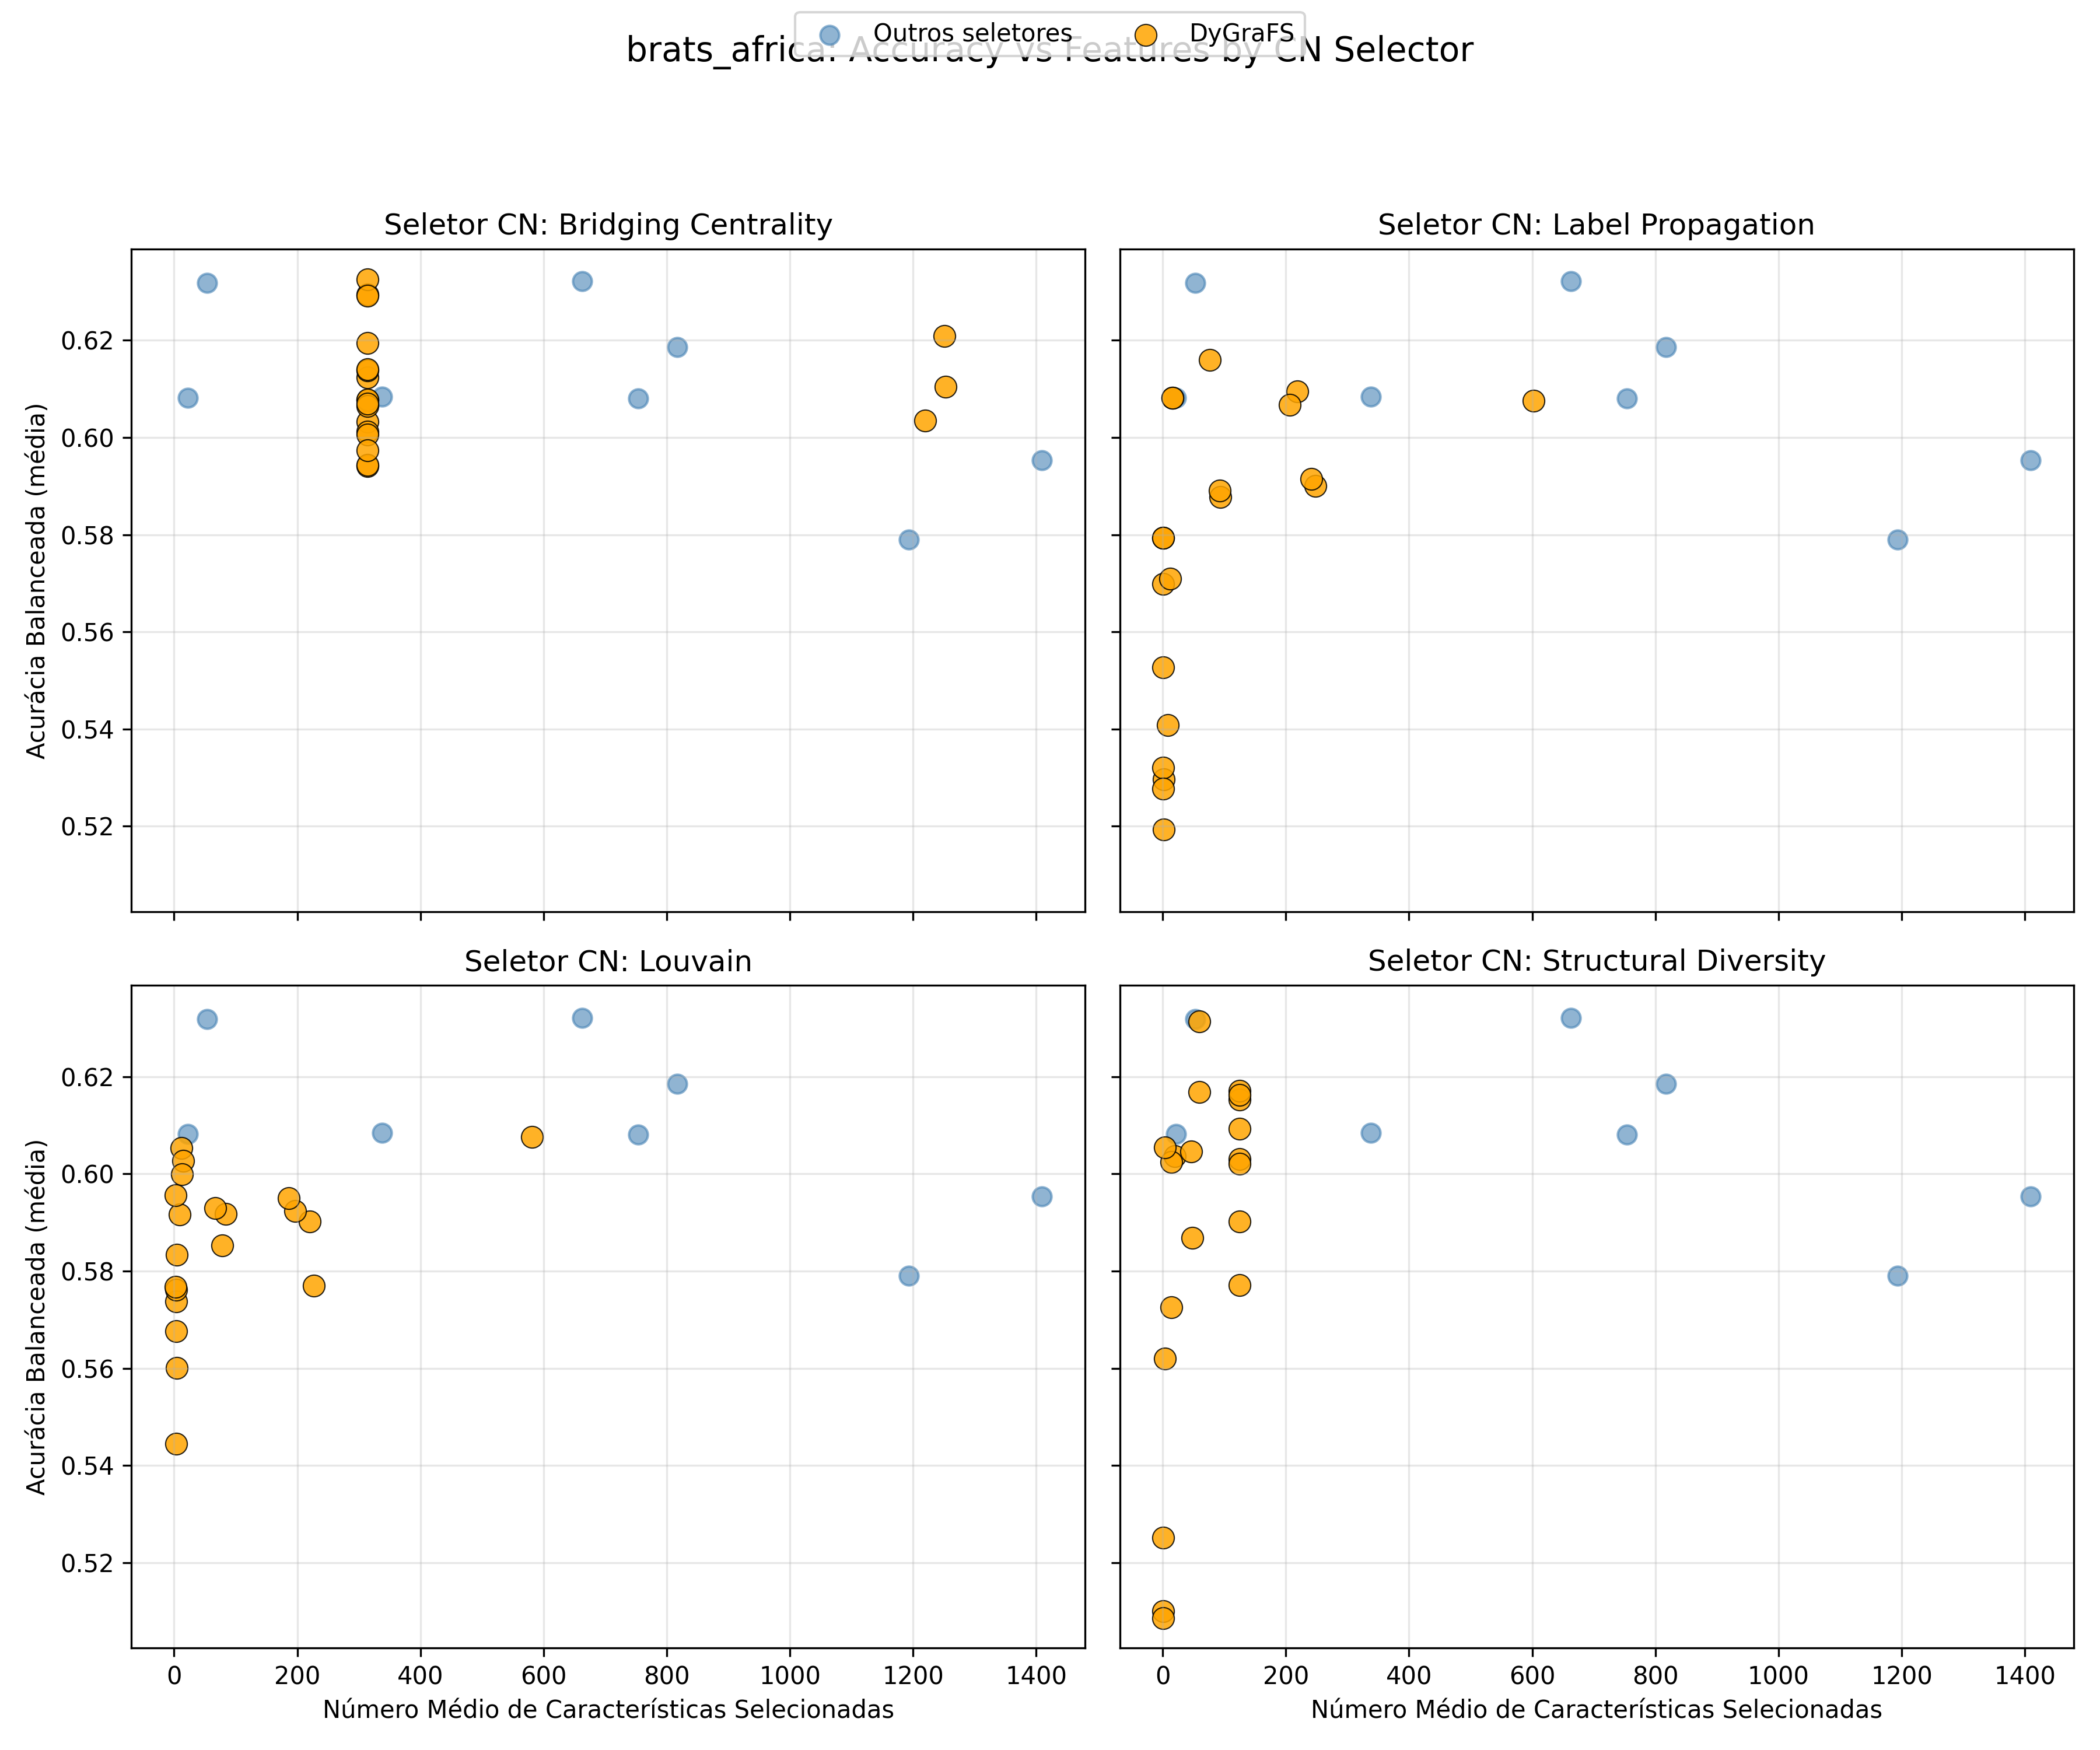 Outros seletores DyGraFS
brats_africa: Accuracy vs Features by CN Selector
Seletor CN: Bridging Centrality
Seletor CN: Label Propagation
Acurácia Balanceada (média)
0.62
0.60
0.58
0.56
0.54
0.52
Seletor CN: Louvain
Seletor CN: Structural Diversity
Acurácia Balanceada (média)
0.62
0.60
0.58
0.56
0.54
0.52
0 200 400 600 800 1000 1200 1400
0 200 400 600 800 1000 1200 1400
Número Médio de Características Selecionadas
Número Médio de Características Selecionadas